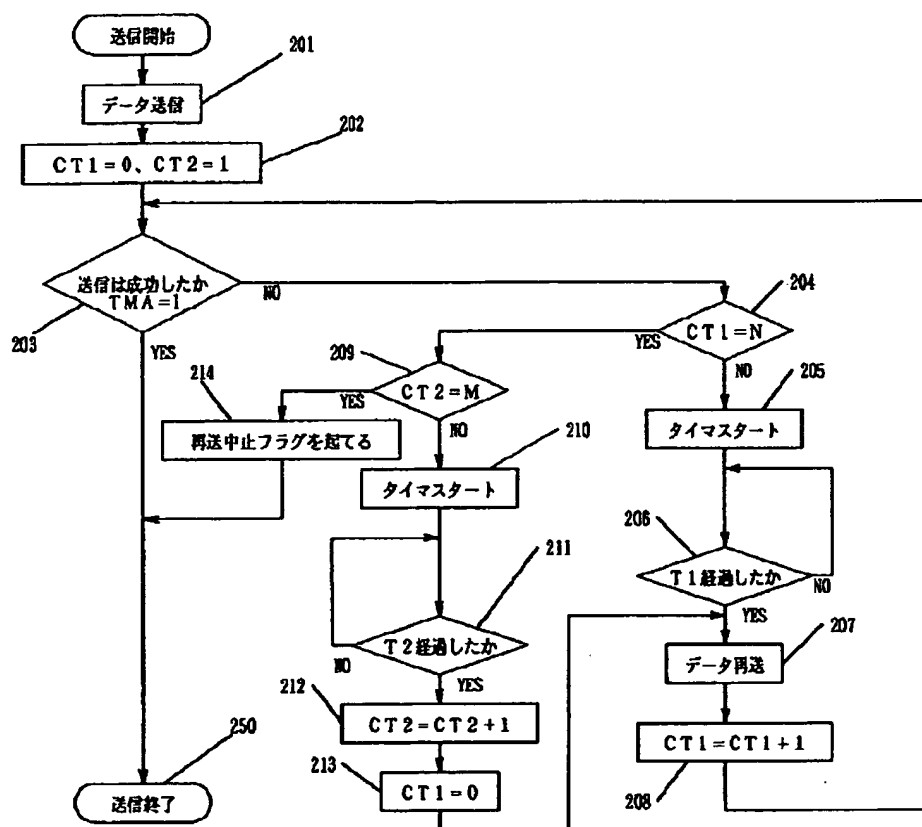 送信開始
201
データ送信
202
CT1=0、CT2=1
送信は成功したか
TMA=1
NO
203
YES
204
CT1=N
YES
NO
209
CT2=M
YES
NO
214
再送中止フラグを起てる
205
タイマスタート
210
タイマスタート
206
T1経過したか
NO
YES
211
T2経過したか
NO
YES
207
データ再送
212
CT2=CT2+1
CT1=CT1+1
208
213
CT1=0
250
送信終了